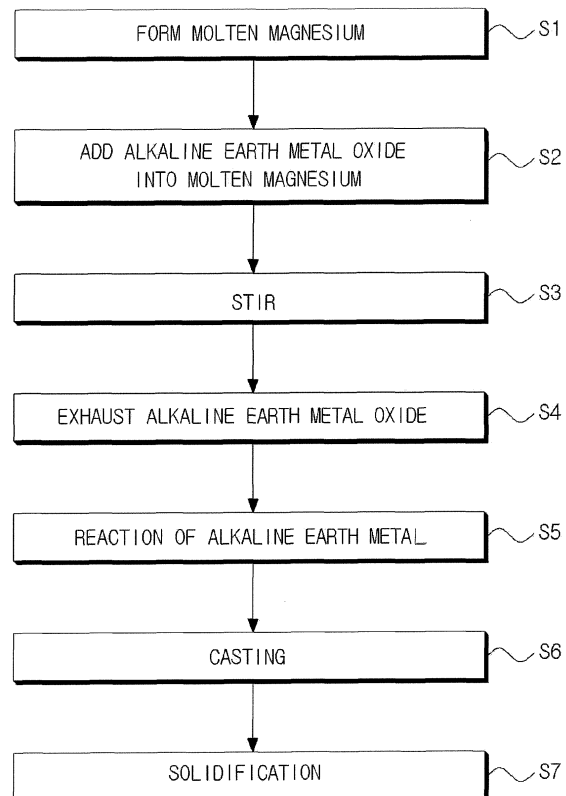 FORM MOLTEN MAGNESIUM S1
ADD ALKALINE EARTH METAL OXIDE
INTO MOLTEN MAGNESIUM S2
STIR S3
EXHAUST ALKALINE EARTH METAL OXIDE S4
REACTION OF ALKALINE EARTH METAL S5
CASTING S6
SOLIDIFICATION S7